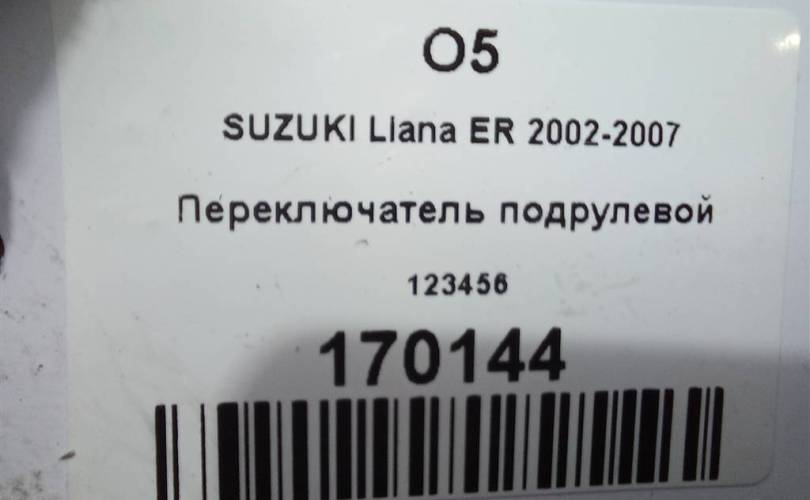 O5
SUZUKI Liana ER 2002-2007
Переключатель подрулевой
123456
170144